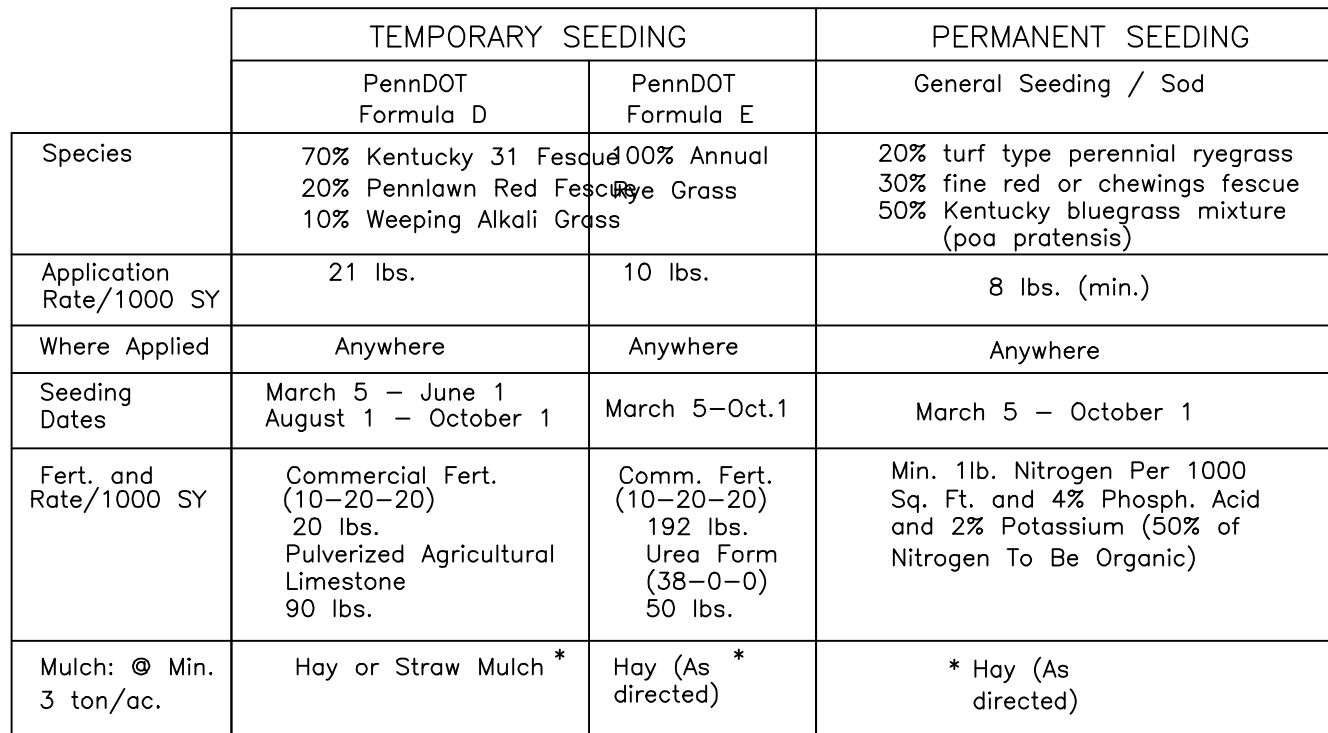 TEMPORARY SEEDING
PERMANENT SEEDING
PennDOT
Formula D
PennDOT
Formula E
General Seeding / Sod
Species
70% Kentucky 31 Fescue
20% Pennlawn Red Fescue
10% Weeping Alkali Grass
100% Annual
Rye Grass
20% turf type perennial ryegrass
30% fine red or chewings fescue
50% Kentucky bluegrass mixture
(poa pratensis)
Application
Rate/1000 SY
21 lbs.
10 lbs.
8 lbs. (min.)
Where Applied
Anywhere
Anywhere
Anywhere
Seeding
Dates
March 5 – June 1
August 1 – October 1
March 5–Oct.1
March 5 – October 1
Fert. and
Rate/1000 SY
Commercial Fert.
(10–20–20)
20 lbs.
Pulverized Agricultural
Limestone
90 lbs.
Comm. Fert.
(10–20–20)
192 lbs.
Urea Form
(38–0–0)
50 lbs.
Min. 1lb. Nitrogen Per 1000
Sq. Ft. and 4% Phosph. Acid
and 2% Potassium (50% of
Nitrogen To Be Organic)
Mulch: @ Min.
3 ton/ac.
Hay or Straw Mulch *
Hay (As *
directed)
* Hay (As
directed)